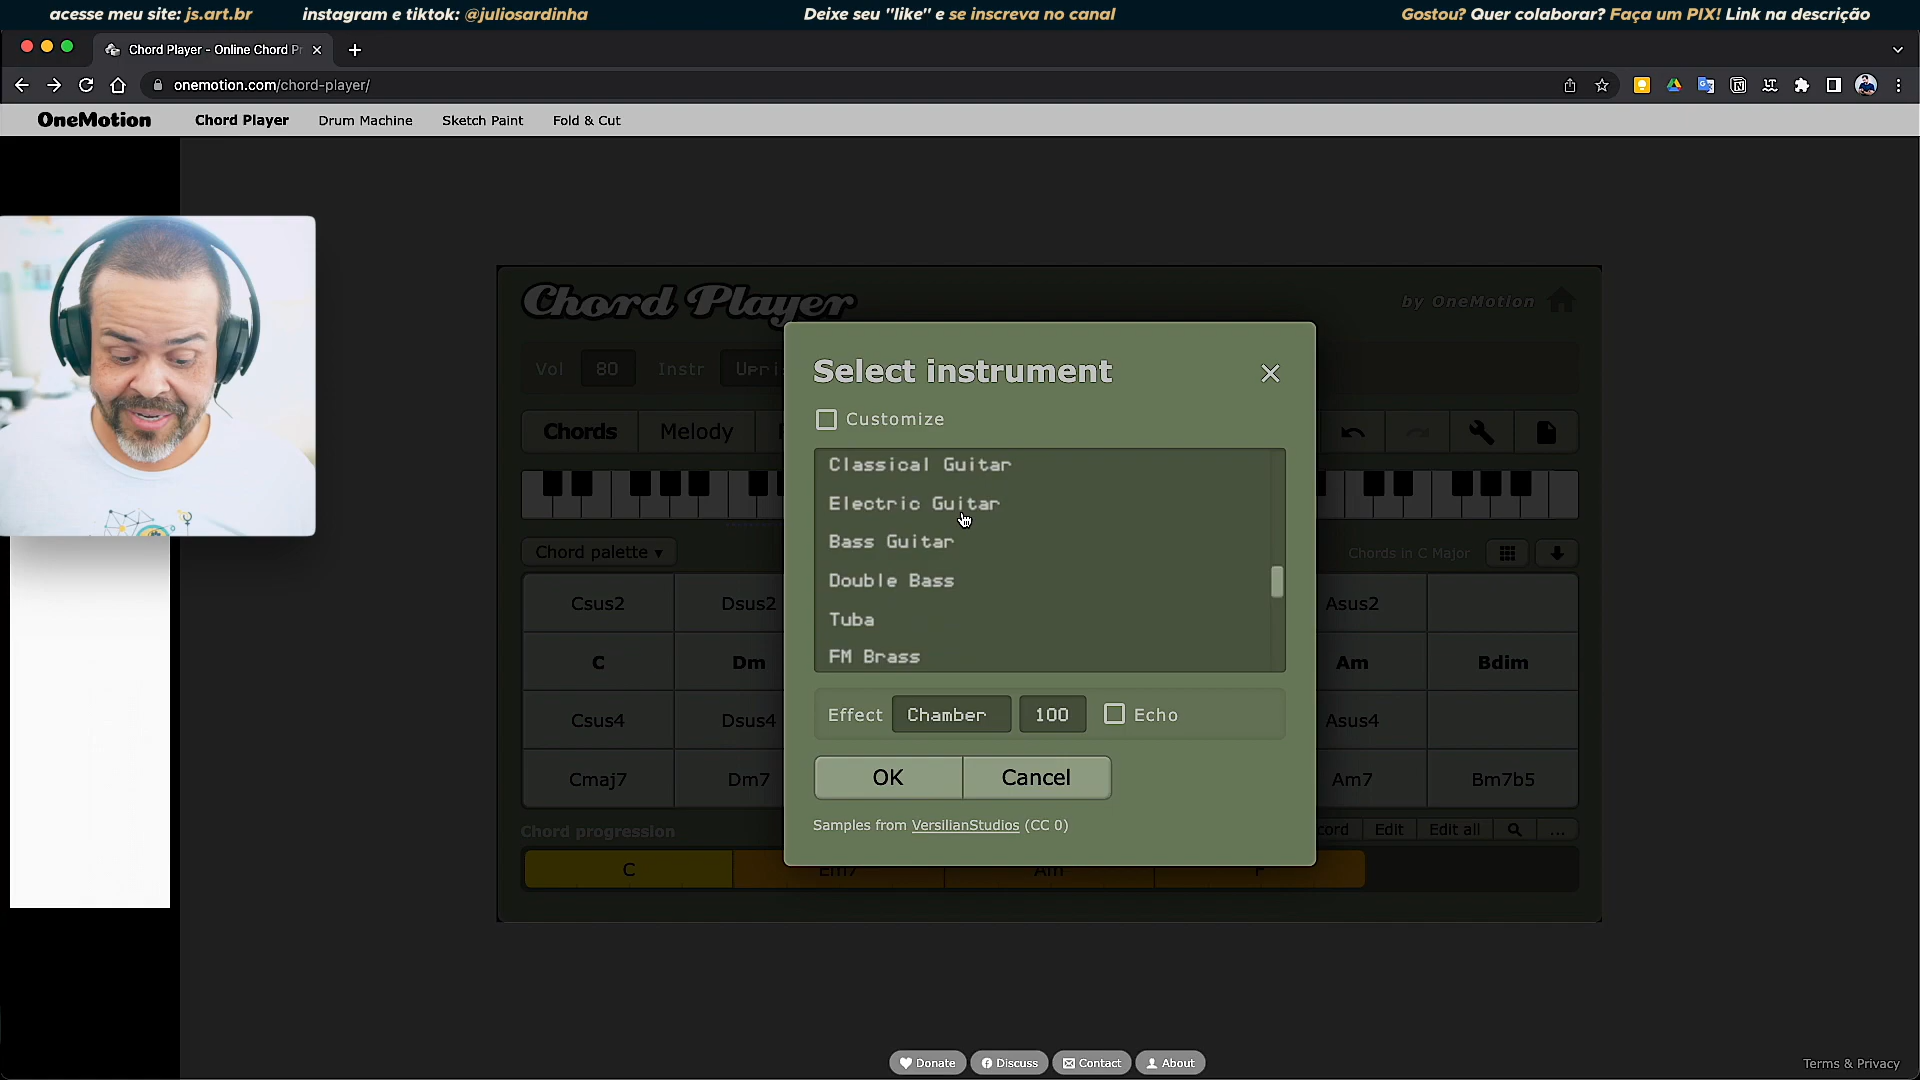 acesse meu site: js.art.br instagram e tiktok: @juliosardinha Deixe seu "like" e se inscreva no canal Gostou? Quer colaborar? Faça um PIX! Link na descrição
Chord Player - Online Chord Pr
onemotion.com/chord-player/
OneMotion Chord Player Drum Machine Sketch Paint Fold & Cut
Chord Player by OneMotion
Vol 80 Instr Upri
Select instrument
Customize
Chords Melody
Classical Guitar
Electric Guitar
Bass Guitar
Double Bass
Tuba
FM Brass
Chord palette Chords in C Major
Csus2 Dsus2 Asus2
C Dm Am Bdim
Csus4 Dsus4 Asus4
Effect Chamber 100 Echo
Cmaj7 Dm7 Am7 Bm7b5
OK Cancel
Samples from VersilianStudios (CC 0)
Chord progression Edit Edit all ...
C Em7 Am F
Donate Discuss Contact About
Terms & Privacy